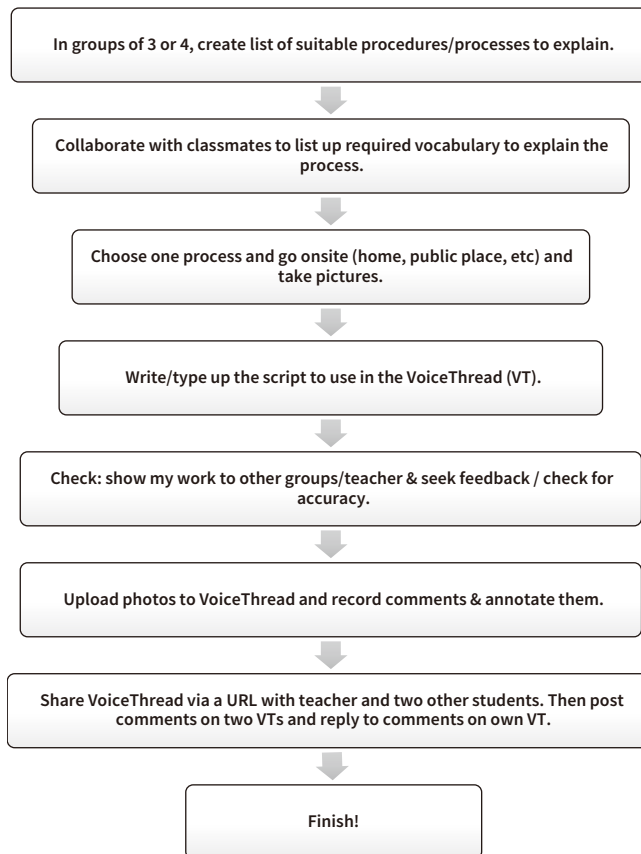 In groups of 3 or 4, create list of suitable procedures/processes to explain.
Collaborate with classmates to list up required vocabulary to explain the
process.
Choose one process and go onsite (home, public place, etc) and
take pictures.
Write/type up the script to use in the VoiceThread (VT).
Check: show my work to other groups/teacher & seek feedback / check for
accuracy.
Upload photos to VoiceThread and record comments & annotate them.
Share VoiceThread via a URL with teacher and two other students. Then post
comments on two VTs and reply to comments on own VT.
Finish!